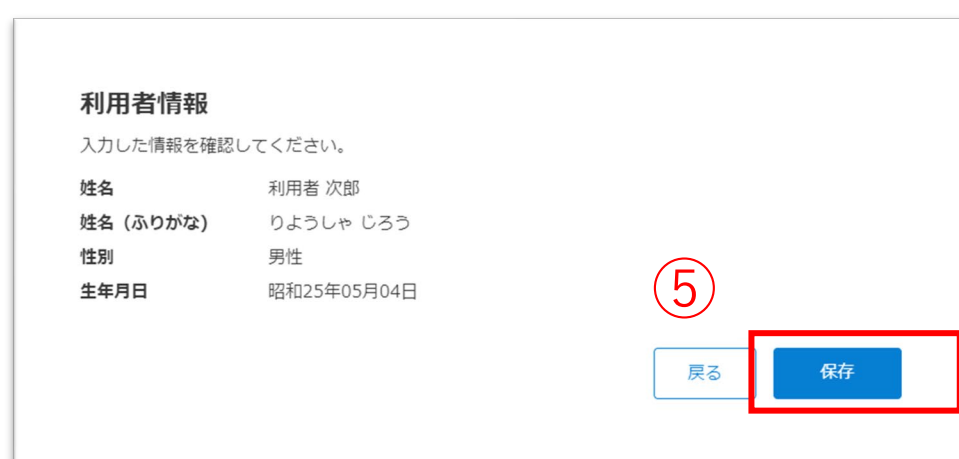 利用者情報
入力した情報を確認してください。
姓名 利用者 次郎
姓名 (ふりがな) りようしゃ じろう
性別 男性
生年月日 昭和25年05月04日
⑤
戻る 保存